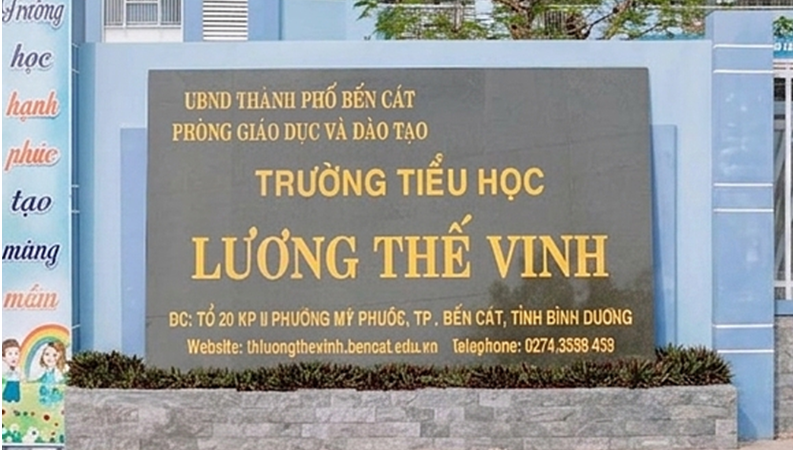 Trường
học
hạnh
phúc
tạo
mầm
UBND THÀNH PHỐ BẾN CÁT
PHÒNG GIÁO DỤC VÀ DÀO TẠO
TRƯỜNG TIỂU HỌC
LƯƠNG THẾ VINH
ĐC: TỔ 20 KP II PHƯỜNG MỸ PHƯỚC, TP . BẾN CÁT, TỈNH BÌNH DƯƠNG
Website: thluongthevinh.bencat.edu.vn Telephone: 0274.3558 459